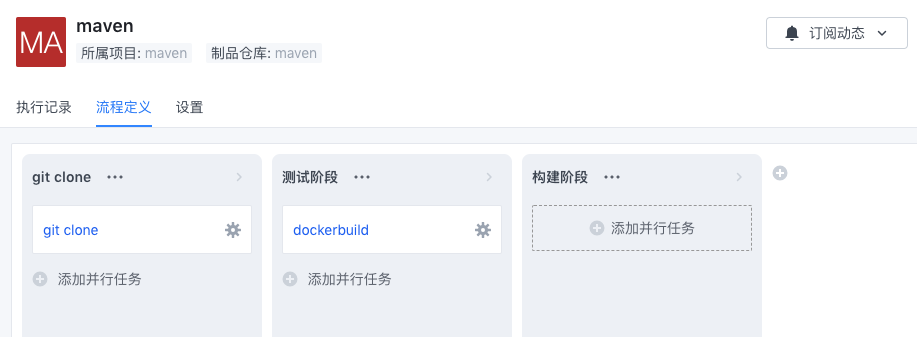 MA
maven
所属项目: maven 制品仓库: maven
订阅动态
执行记录 流程定义 设置
git clone ··· 测试阶段 ··· 构建阶段 ···
git clone dockerbuild 添加并行任务
添加并行任务 添加并行任务